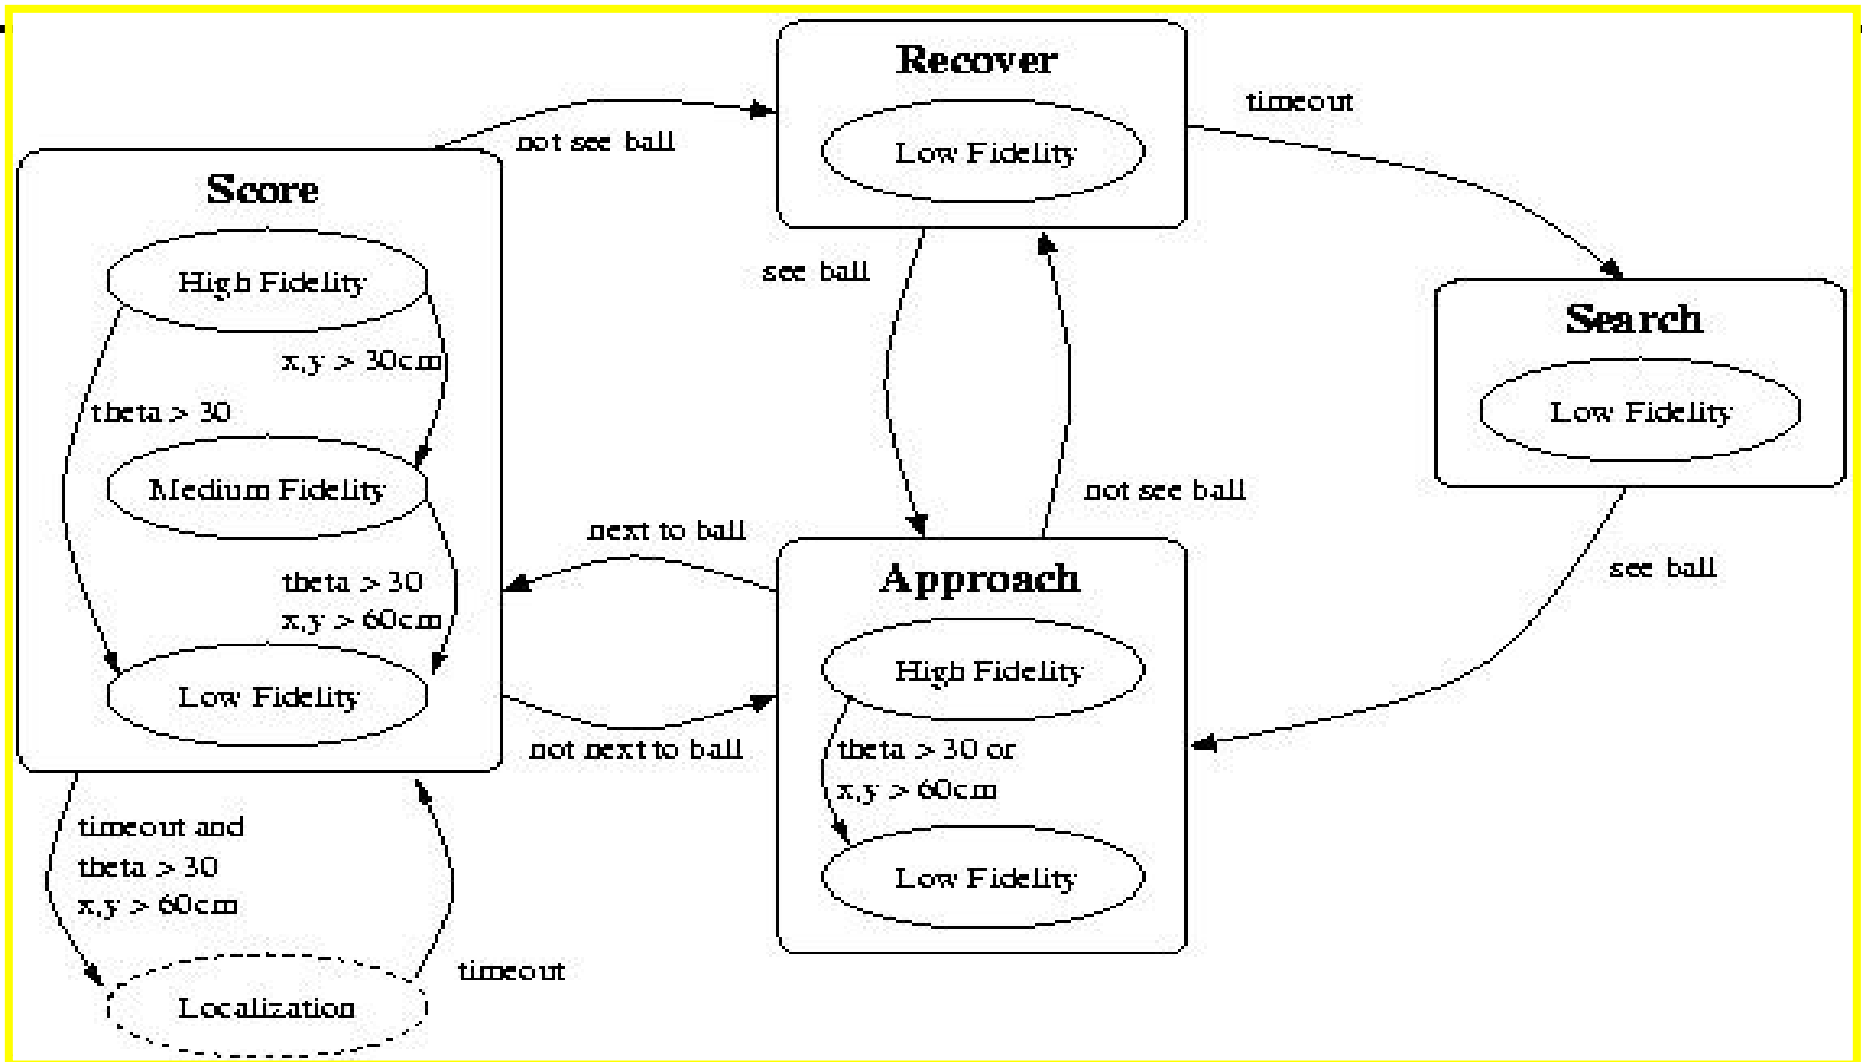 Recover
Low Fidelity
timeout
not see ball
Score
High Fidelity
x,y > 30cm
theta > 30
Medium Fidelity
theta > 30
x,y > 60cm
Low Fidelity
see ball
not see ball
Search
Low Fidelity
see ball
next to ball
not next to ball
Approach
High Fidelity
theta > 30 or
x,y > 60cm
Low Fidelity
timeout and
theta > 30
x,y > 60cm
timeout
Localization